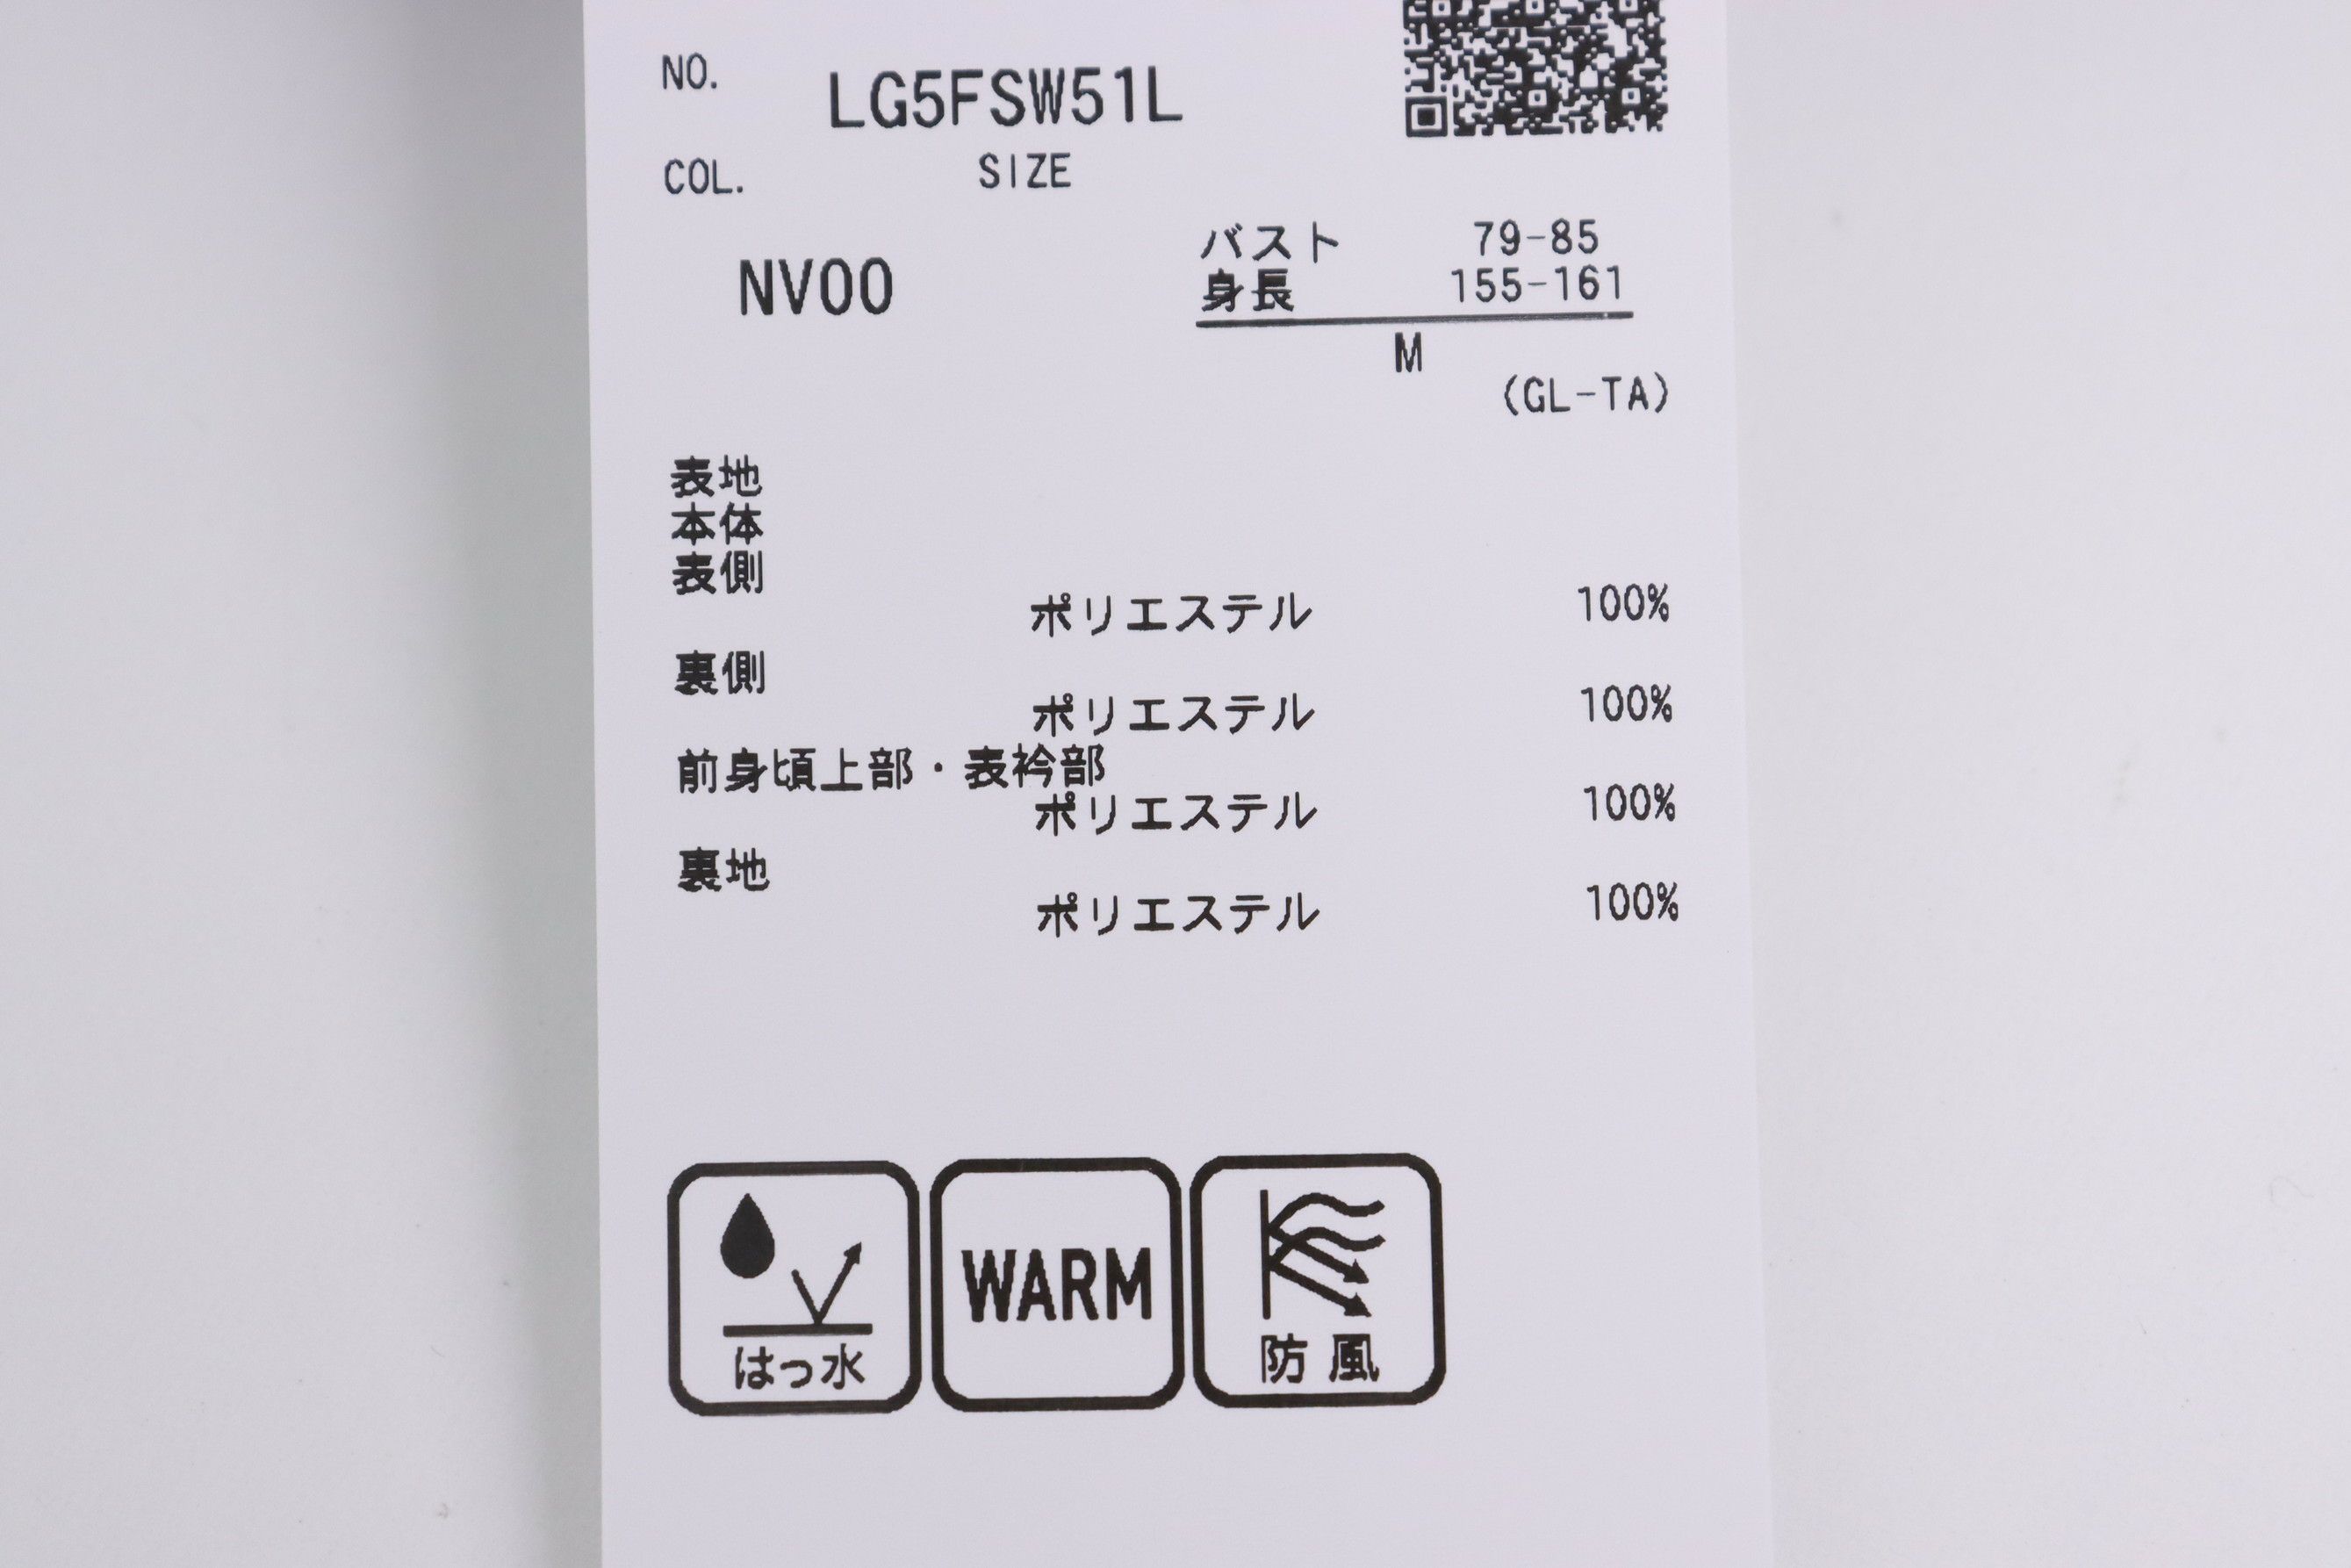 NO.
LG5FSW51L
COL.
SIZE
NV00
バスト 79-85
身長 155-161
M
(GL-TA)
表地
本体
表側
ポリエステル 100%
裏側
ポリエステル 100%
前身頃上部・表衿部
ポリエステル 100%
裏地
ポリエステル 100%
はっ水
WARM
防風